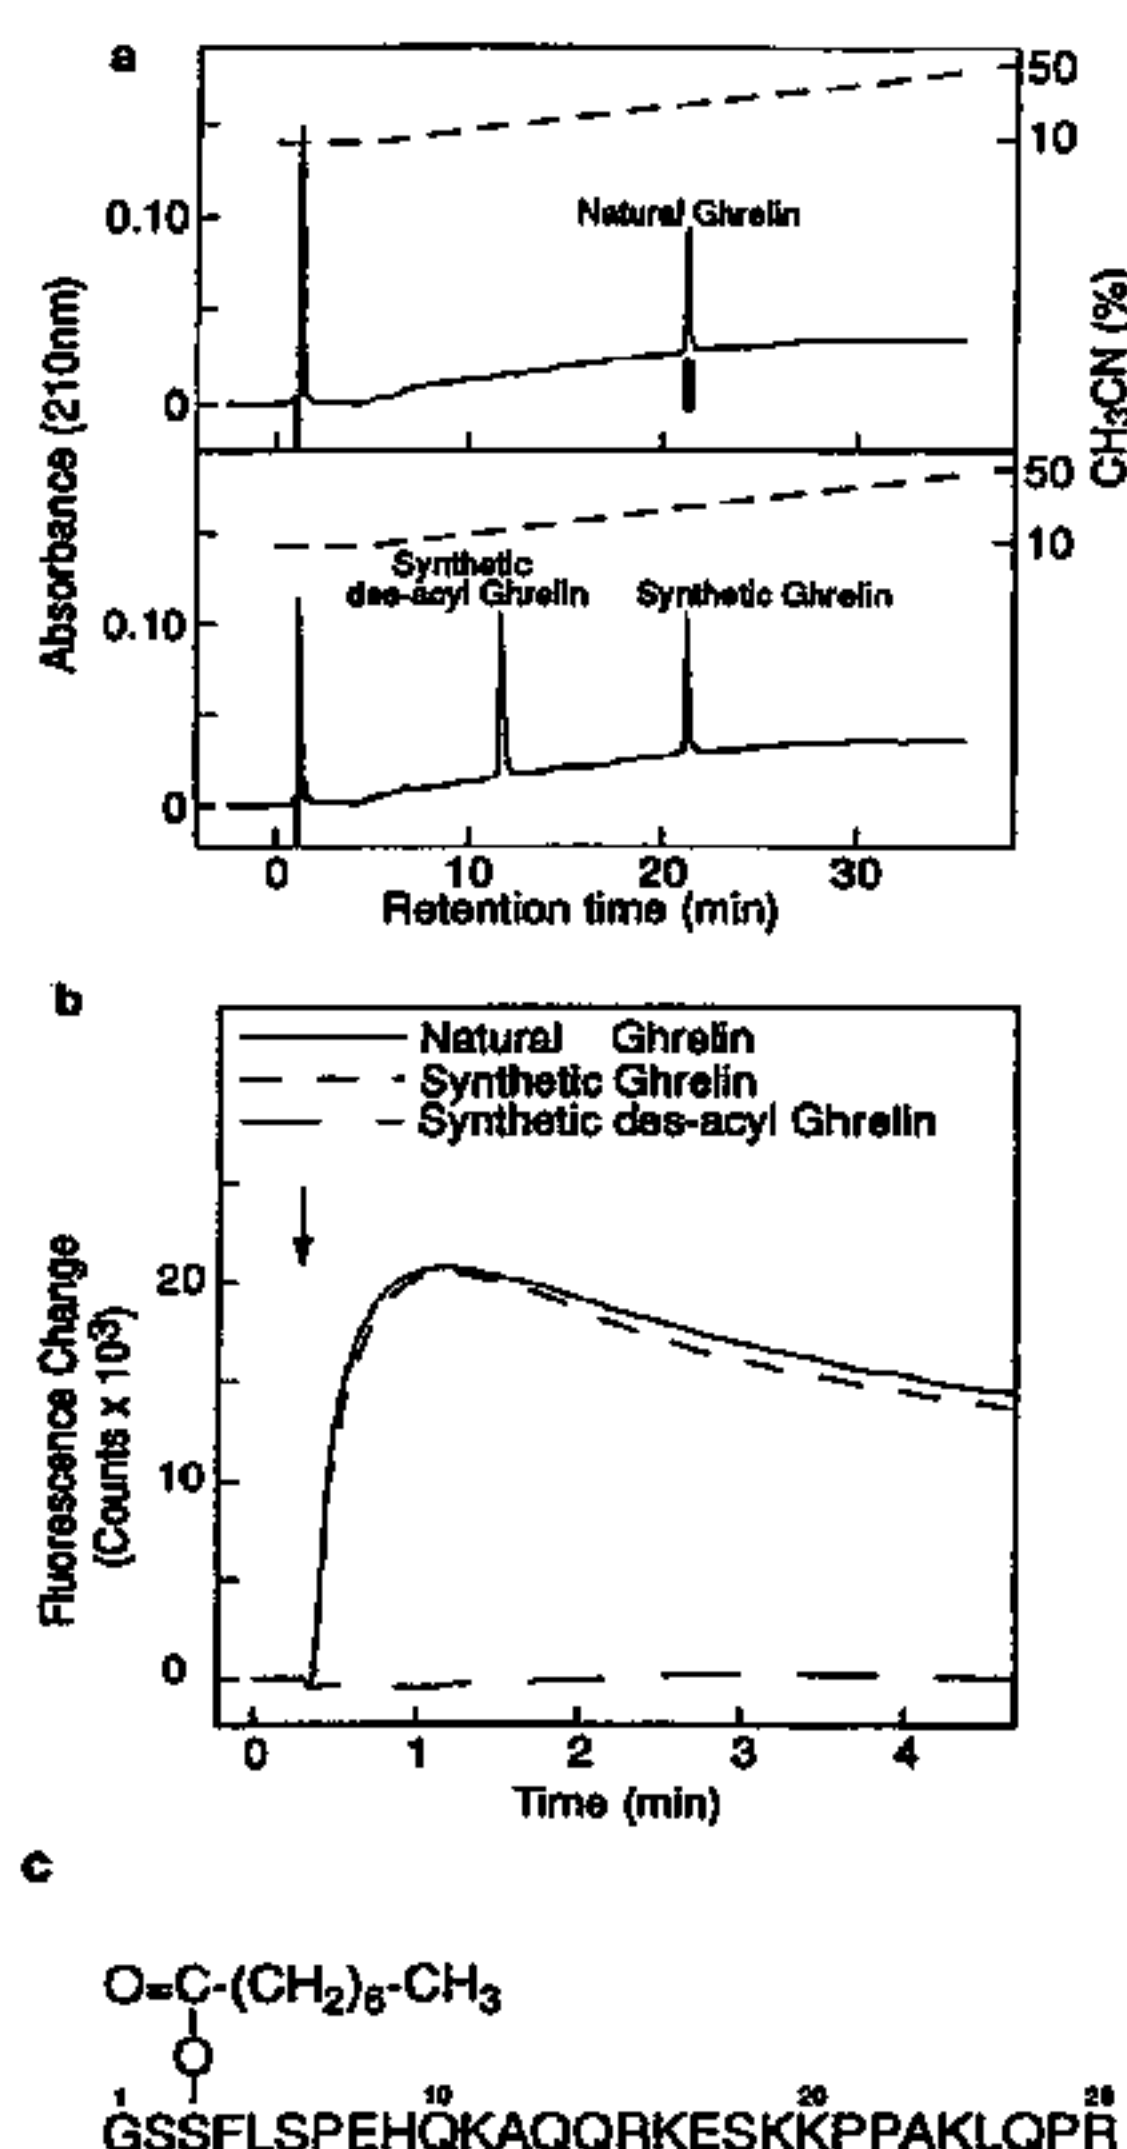 a
50
10
0.10
Natural Ghrelin
0
Absorbance (210nm)
CH3CN (%)
50
10
Synthetic
des-acyl Ghrelin
Synthetic Ghrelin
0.10
0
0 10 20 30
Retention time (min)
b
Natural Ghrelin
Synthetic Ghrelin
Synthetic des-acyl Ghrelin
20
10
0
Fluorescence Change
(Counts x 10³)
0 1 2 3 4
Time (min)
c
O=C-(CH2)6-CH3
O
1 10 20 28
GSSFLSPEHQKAQQRKESKKPPAKLQPR